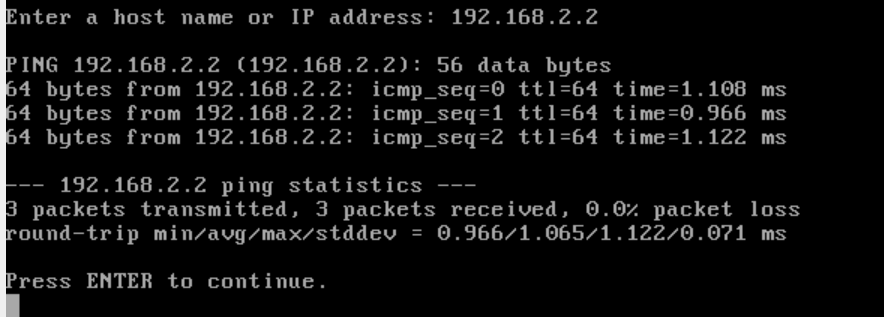 Enter a host name or IP address: 192.168.2.2
PING 192.168.2.2 (192.168.2.2): 56 data bytes
64 bytes from 192.168.2.2: icmp_seq=0 ttl=64 time=1.108 ms
64 bytes from 192.168.2.2: icmp_seq=1 ttl=64 time=0.966 ms
64 bytes from 192.168.2.2: icmp_seq=2 ttl=64 time=1.122 ms
--- 192.168.2.2 ping statistics ---
3 packets transmitted, 3 packets received, 0.0% packet loss
round-trip min/avg/max/stddev = 0.966/1.065/1.122/0.071 ms
Press ENTER to continue.